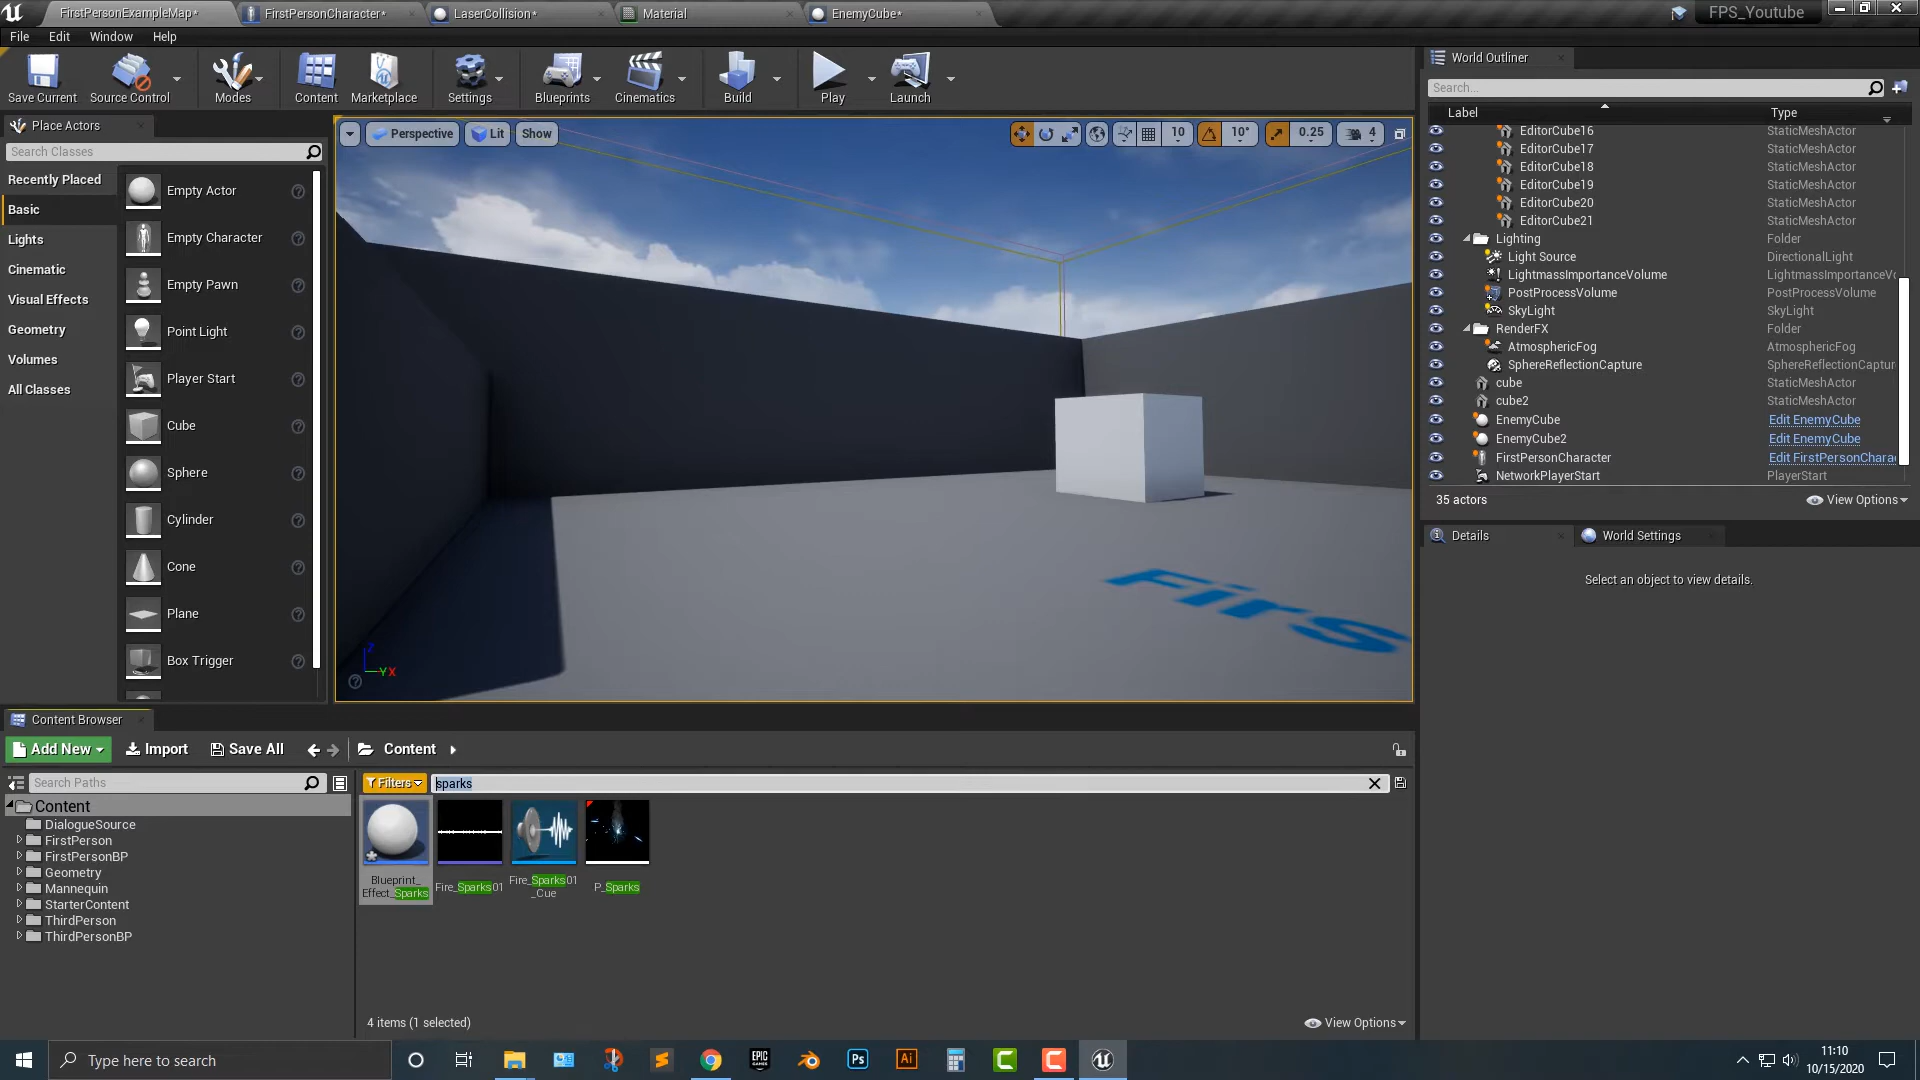 FirstPersonExampleMap*
FirstPersonCharacter*
LaserCollision*
Material
EnemyCube*
FPS_Youtube
File
Edit
Window
Help
Save Current
Source Control
Modes
Content
Marketplace
Settings
Blueprints
Cinematics
Build
Play
Launch
Place Actors
Search Classes
Recently Placed
Basic
Lights
Cinematic
Visual Effects
Geometry
Volumes
All Classes
Empty Actor
Empty Character
Empty Pawn
Point Light
Player Start
Cube
Sphere
Cylinder
Cone
Plane
Box Trigger
Perspective
Lit
Show
10
10°
0.25
4
Firs
Z
Y X
World Outliner
Search...
Label
Type
EditorCube16 StaticMeshActor
EditorCube17 StaticMeshActor
EditorCube18 StaticMeshActor
EditorCube19 StaticMeshActor
EditorCube20 StaticMeshActor
EditorCube21 StaticMeshActor
Lighting Folder
Light Source DirectionalLight
LightmassImportanceVolume LightmassImportanceVo
PostProcessVolume PostProcessVolume
SkyLight SkyLight
RenderFX Folder
AtmosphericFog AtmosphericFog
SphereReflectionCapture SphereReflectionCaptur
cube StaticMeshActor
cube2 StaticMeshActor
EnemyCube Edit EnemyCube
EnemyCube2 Edit EnemyCube
FirstPersonCharacter Edit FirstPersonChara
NetworkPlayerStart PlayerStart
35 actors
View Options
Details
World Settings
Select an object to view details.
Content Browser
Add New
Import
Save All
Content
Search Paths
Filters
sparks
Content
DialogueSource
FirstPerson
FirstPersonBP
Geometry
Mannequin
StarterContent
ThirdPerson
ThirdPersonBP
Blueprint_
Effect_Sparks
Fire_Sparks01
Fire_Sparks01
_Cue
P_Sparks
4 items (1 selected)
View Options
Type here to search
EPIC
GAMES
Ps
Ai
11:10
10/15/2020